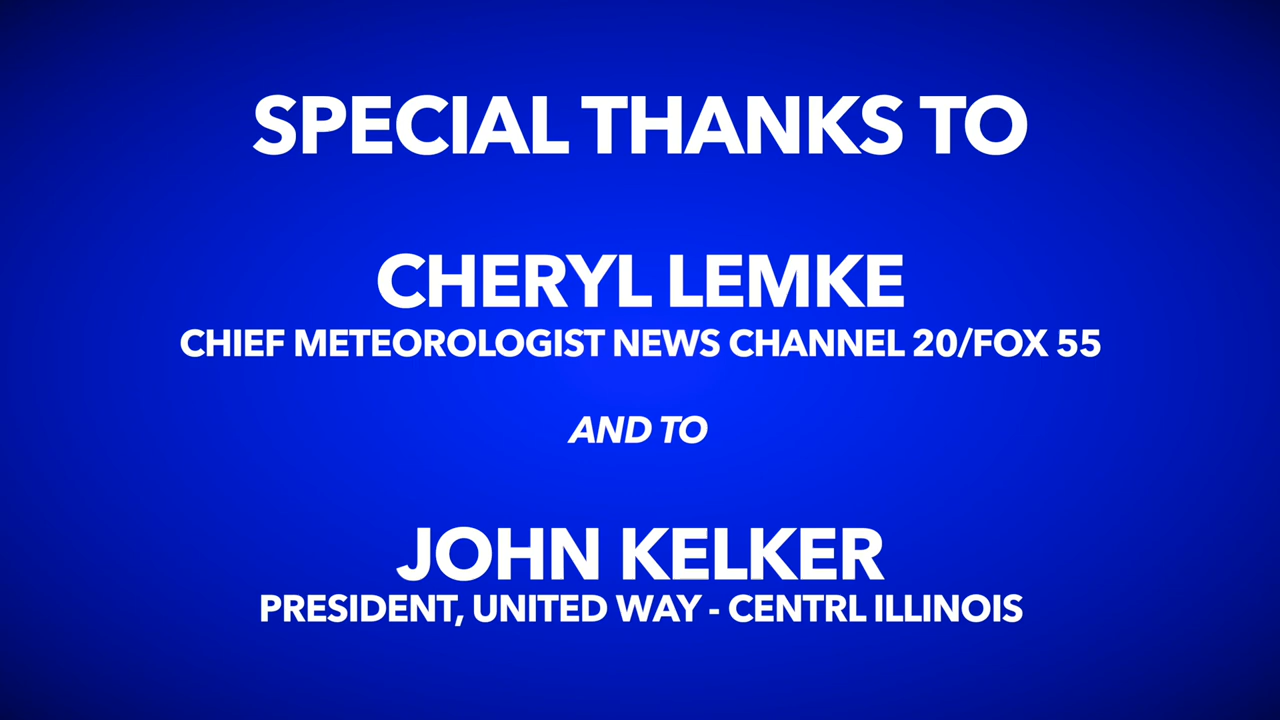 SPECIAL THANKS TO
CHERYL LEMKE
CHIEF METEOROLOGIST NEWS CHANNEL 20/FOX 55
AND TO
JOHN KELKER
PRESIDENT, UNITED WAY - CENTRL ILLINOIS